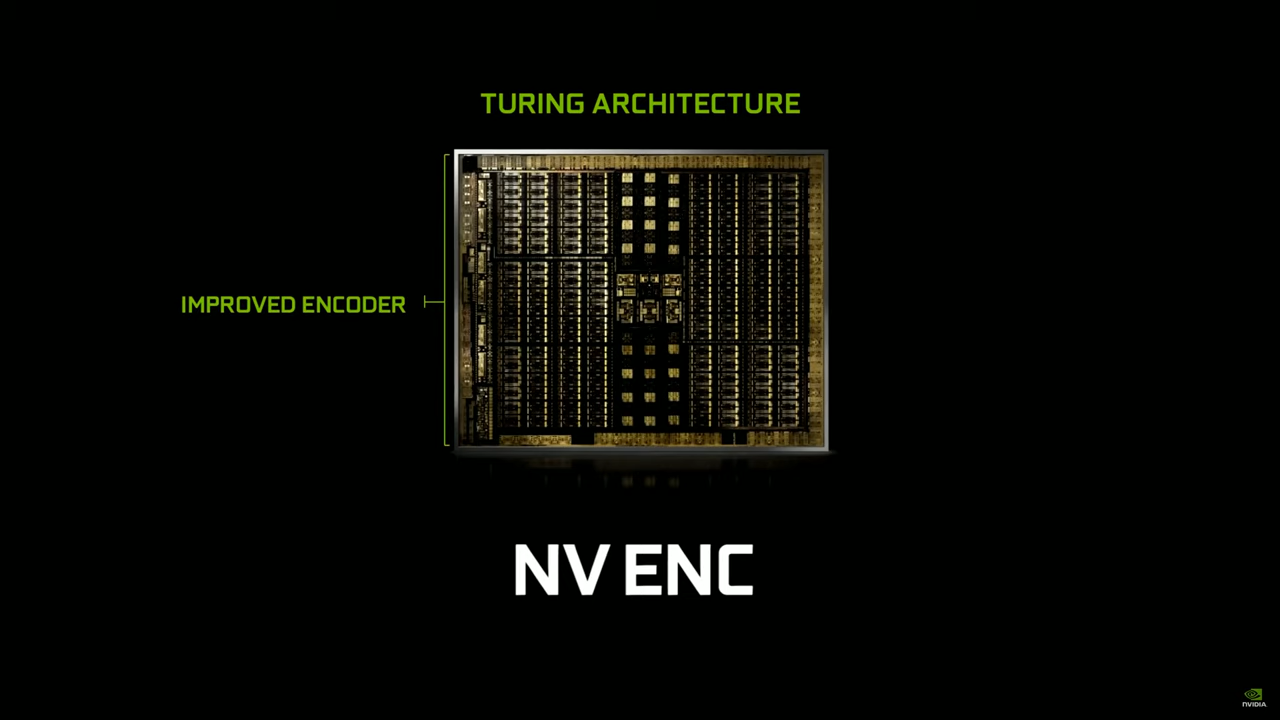 TURING ARCHITECTURE
IMPROVED ENCODER
NV ENC
NVIDIA